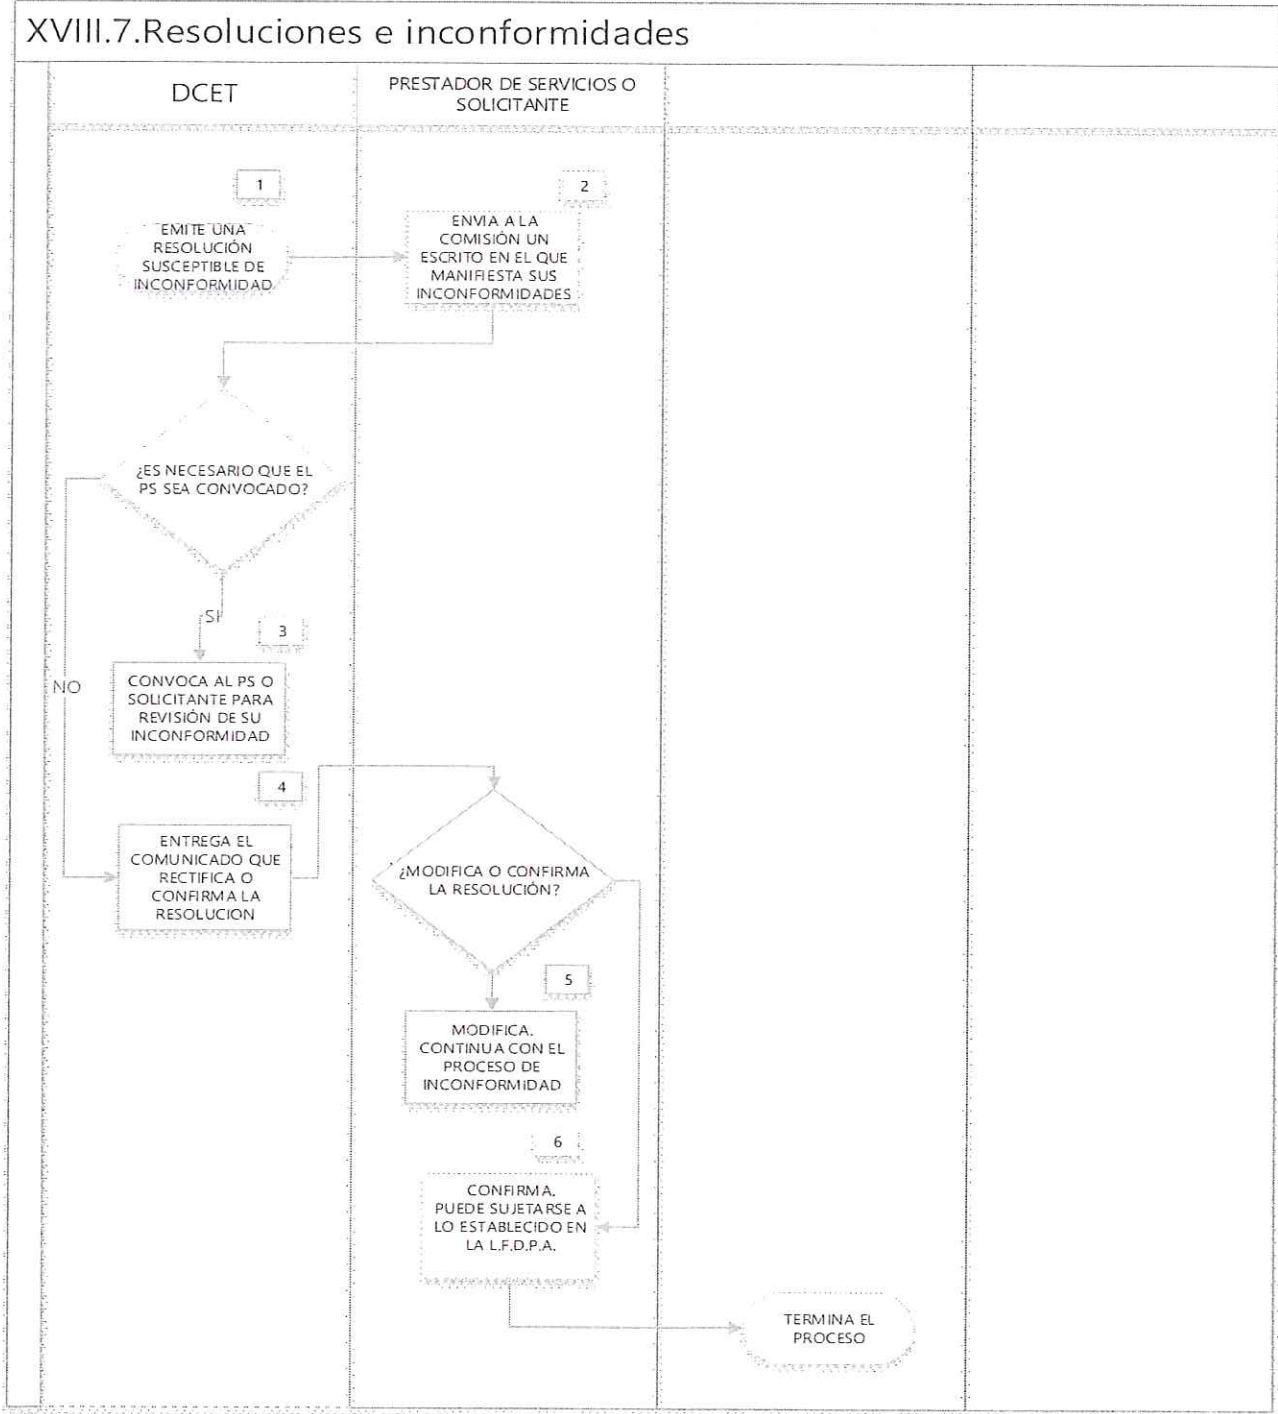 XVIII.7.Resoluciones e inconformidades
DCET
PRESTADOR DE SERVICIOS O
SOLICITANTE
1
EMITE UNA
RESOLUCIÓN
SUSCEPTIBLE DE
INCONFORMIDAD
2
ENVIA A LA
COMISIÓN UN
ESCRITO EN EL QUE
MANIFIESTA SUS
INCONFORMIDADES
¿ES NECESARIO QUE EL
PS SEA CONVOCADO?
SI
3
NO
CONVOCA AL PS O
SOLICITANTE PARA
REVISIÓN DE SU
INCONFORMIDAD
4
ENTREGA EL
COMUNICADO QUE
RECTIFICA O
CONFIRMA LA
RESOLUCION
¿MODIFICA O CONFIRMA
LA RESOLUCIÓN?
5
MODIFICA.
CONTINUA CON EL
PROCESO DE
INCONFORMIDAD
6
CONFIRMA.
PUEDE SUJETARSE A
LO ESTABLECIDO EN
LA L.F.D.P.A.
TERMINA EL
PROCESO